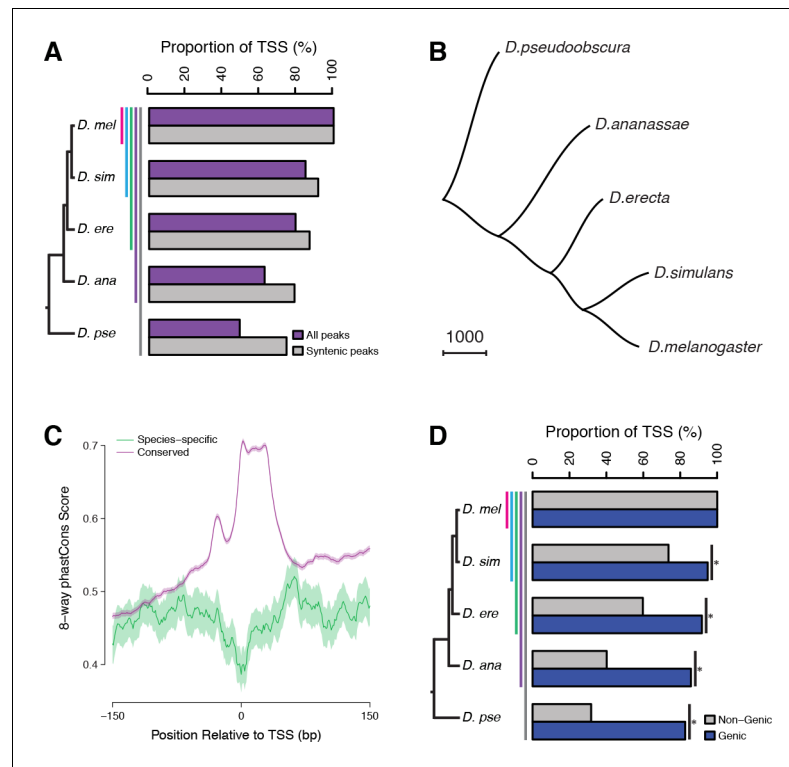 A
Proportion of TSS (%)
0 20 40 60 80 100
D. mel
D. sim
D. ere
D. ana
D. pse
All peaks
Syntenic peaks
B
D.pseudoobscura
D.ananassae
D.erecta
D.simulans
D.melanogaster
1000
C
Species−specific
Conserved
8−way phastCons Score
0.7
0.6
0.5
0.4
−150 0 150
Position Relative to TSS (bp)
D
Proportion of TSS (%)
0 20 40 60 80 100
D. mel
D. sim
*
D. ere
*
D. ana
*
D. pse
*
Non−Genic
Genic